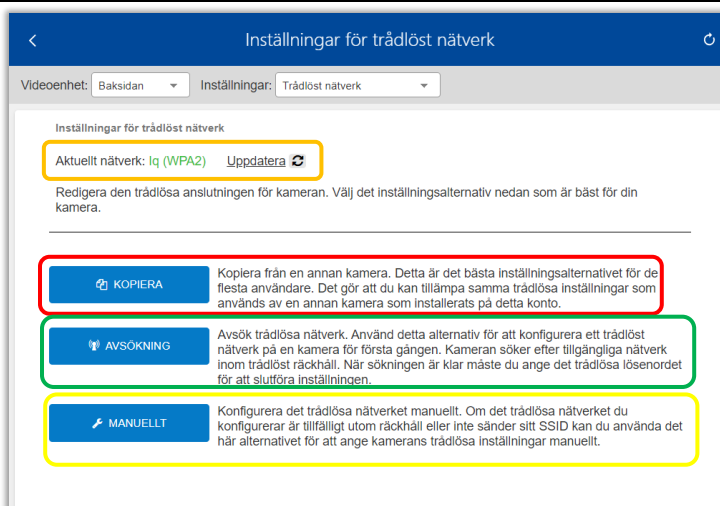 Inställningar för trådlöst nätverk
Videoenhet: Baksidan Inställningar: Trådlöst nätverk
Inställningar för trådlöst nätverk
Aktuellt nätverk: Iq (WPA2) Uppdatera
Redigera den trådlösa anslutningen för kameran. Välj det inställningsalternativ nedan som är bäst för din
kamera.
KOPIERA
Kopiera från en annan kamera. Detta är det bästa inställningsalternativet för de
flesta användare. Det gör att du kan tillämpa samma trådlösa inställningar som
används av en annan kamera som installerats på detta konto.
AVSÖKNING
Avsök trådlösa nätverk. Använd detta alternativ för att konfigurera ett trådlöst
nätverk på en kamera för första gången. Kameran söker efter tillgängliga nätverk
inom trådlöst räckhåll. När sökningen är klar måste du ange det trådlösa lösenordet
för att slutföra inställningen.
MANUELLT
Konfigurera det trådlösa nätverket manuellt. Om det trådlösa nätverket du
konfigurerar är tillfälligt utom räckhåll eller inte sänder sitt SSID kan du använda det
här alternativet för att ange kamerans trådlösa inställningar manuellt.